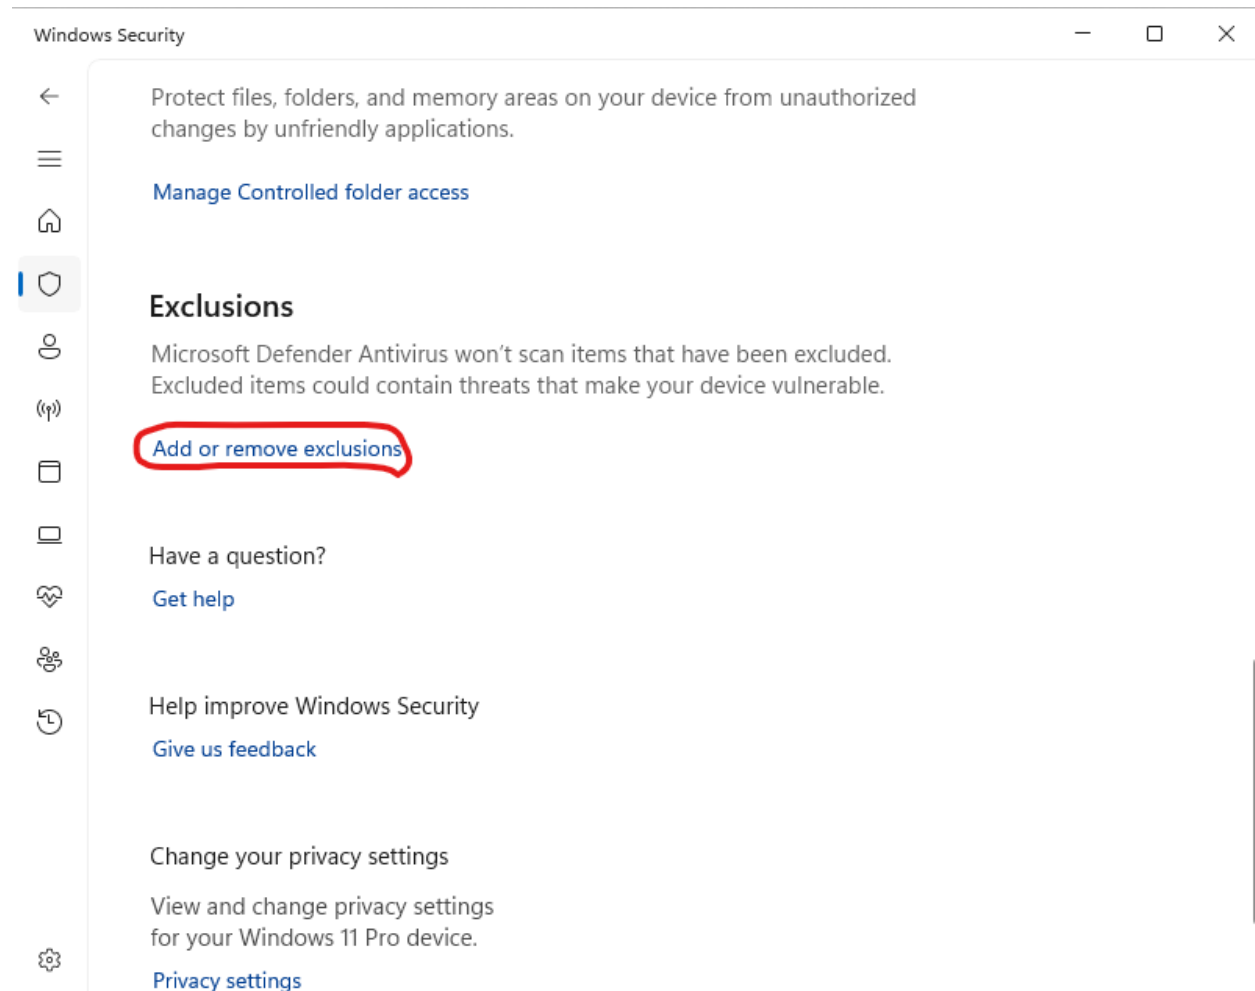 Windows Security
Protect files, folders, and memory areas on your device from unauthorized
changes by unfriendly applications.
Manage Controlled folder access
Exclusions
Microsoft Defender Antivirus won't scan items that have been excluded.
Excluded items could contain threats that make your device vulnerable.
Add or remove exclusions
Have a question?
Get help
Help improve Windows Security
Give us feedback
Change your privacy settings
View and change privacy settings
for your Windows 11 Pro device.
Privacy settings